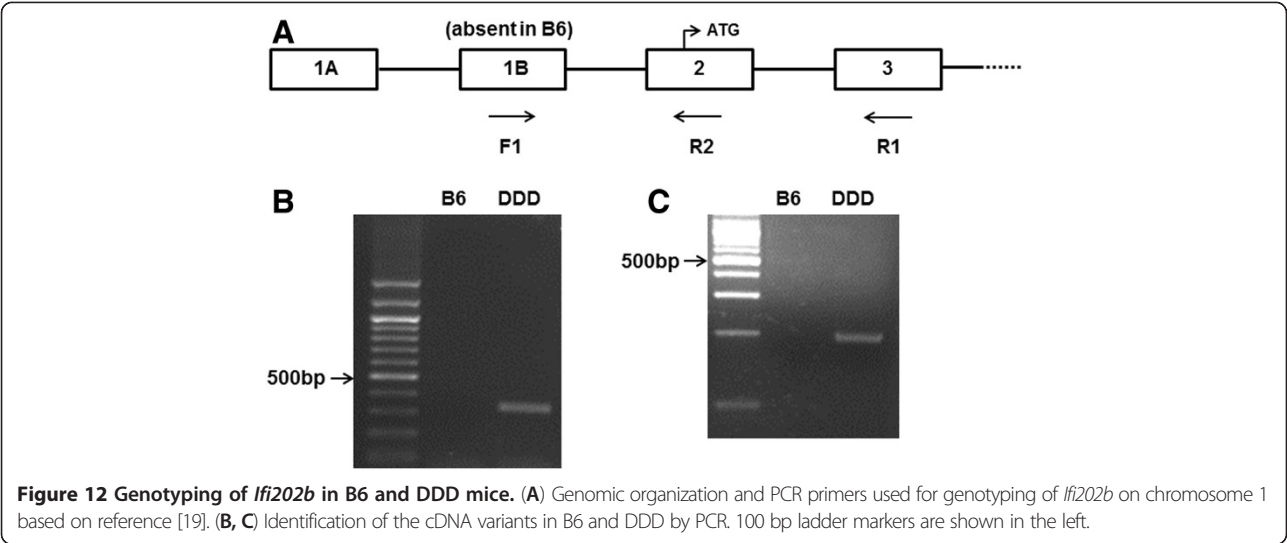 A
(absent in B6)
ATG
1A
1B
2
3
F1
R2
R1
B
B6 DDD
500bp
C
B6 DDD
500bp
Figure 12 Genotyping of Ifi202b in B6 and DDD mice. (A) Genomic organization and PCR primers used for genotyping of Ifi202b on chromosome 1
based on reference [19]. (B, C) Identification of the cDNA variants in B6 and DDD by PCR. 100 bp ladder markers are shown in the left.